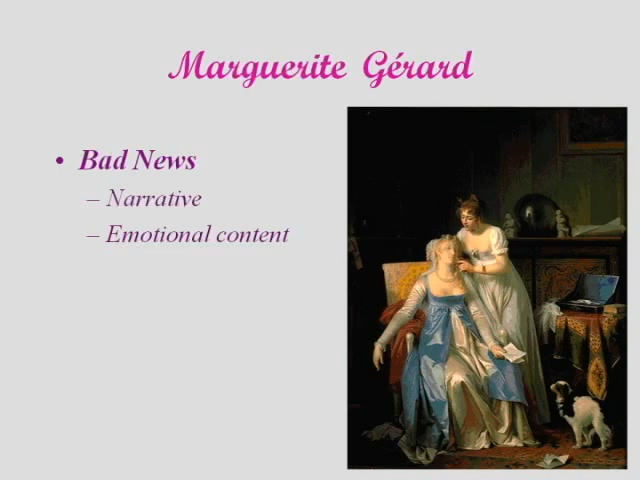 Marguerite Gérard
• Bad News
– Narrative
– Emotional content